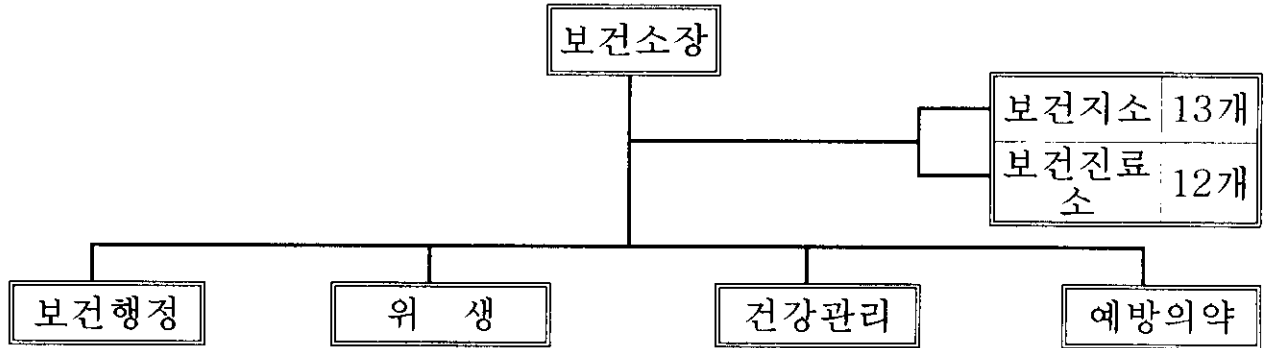 보건소장
보건지소 13개
보건진료
소 12개
보건행정
위 생
건강관리
예방의약